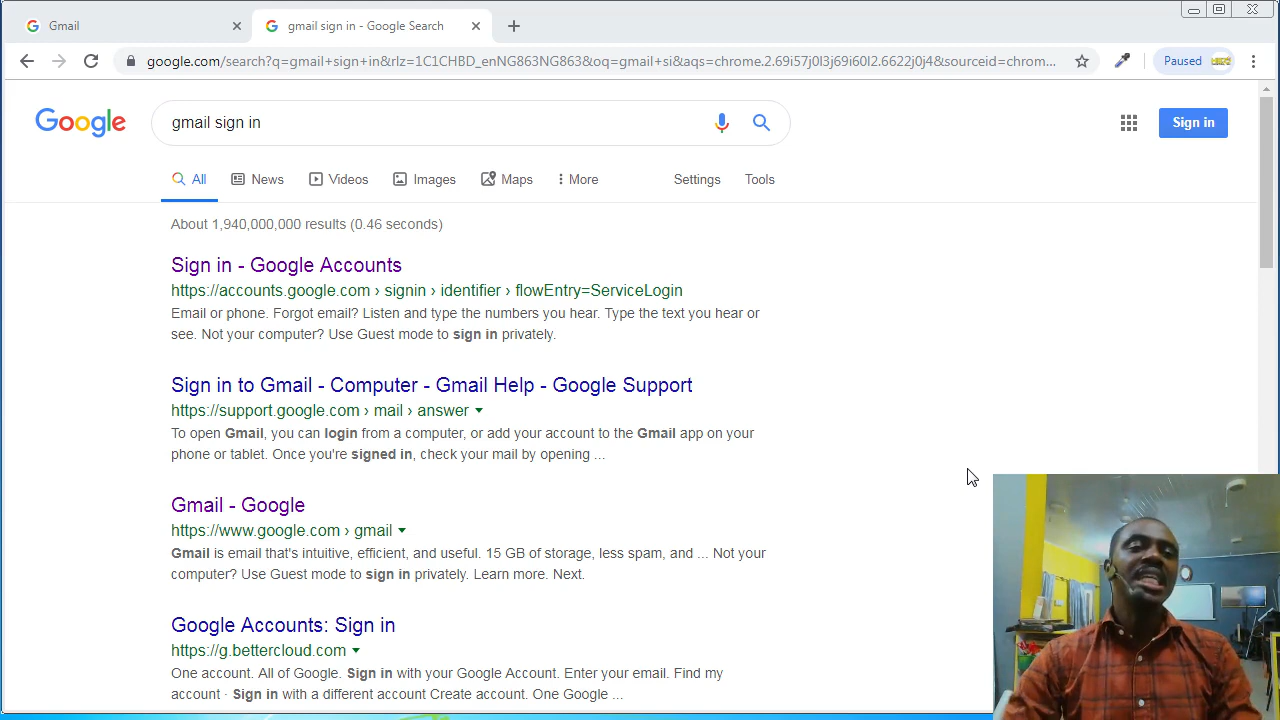 Gmail
gmail sign in - Google Search
google.com/search?q=gmail+sign+in&rlz=1C1CHBD_enNG863NG863&oq=gmail+si&aqs=chrome.2.69i57j0l3j69i60l2.6622j0j4&sourceid=chrom...
Paused
Google
gmail sign in
Sign in
All
News
Videos
Images
Maps
More
Settings
Tools
About 1,940,000,000 results (0.46 seconds)
Sign in - Google Accounts
https://accounts.google.com › signin › identifier › flowEntry=ServiceLogin
Email or phone. Forgot email? Listen and type the numbers you hear. Type the text you hear or
see. Not your computer? Use Guest mode to sign in privately.
Sign in to Gmail - Computer - Gmail Help - Google Support
https://support.google.com › mail › answer
To open Gmail, you can login from a computer, or add your account to the Gmail app on your
phone or tablet. Once you're signed in, check your mail by opening ...
Gmail - Google
https://www.google.com › gmail
Gmail is email that's intuitive, efficient, and useful. 15 GB of storage, less spam, and ... Not your
computer? Use Guest mode to sign in privately. Learn more. Next.
Google Accounts: Sign in
https://g.bettercloud.com
One account. All of Google. Sign in with your Google Account. Enter your email. Find my
account · Sign in with a different account Create account. One Google ...